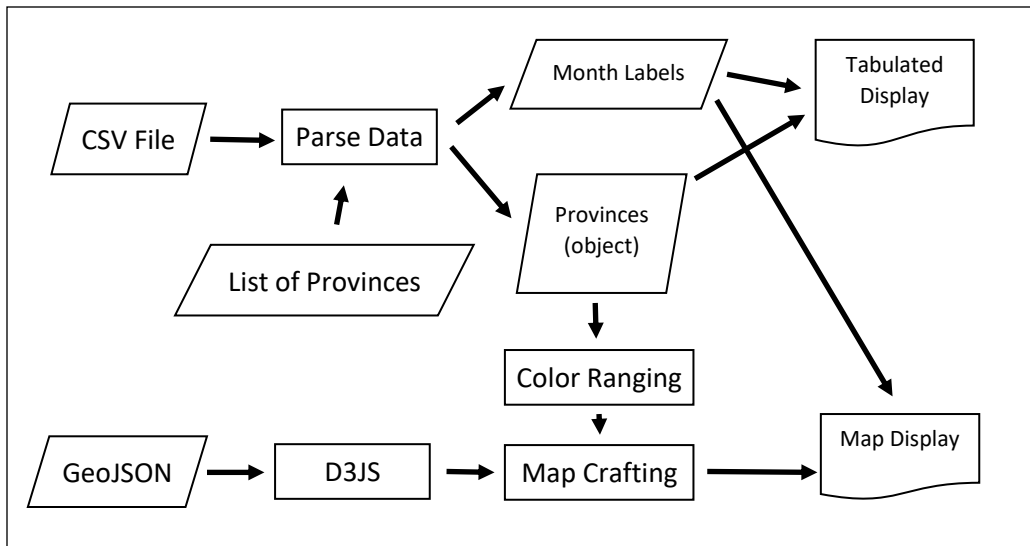 Month Labels
Tabulated
Display
CSV File
Parse Data
Provinces
(object)
List of Provinces
Color Ranging
Map Display
GeoJSON
D3JS
Map Crafting